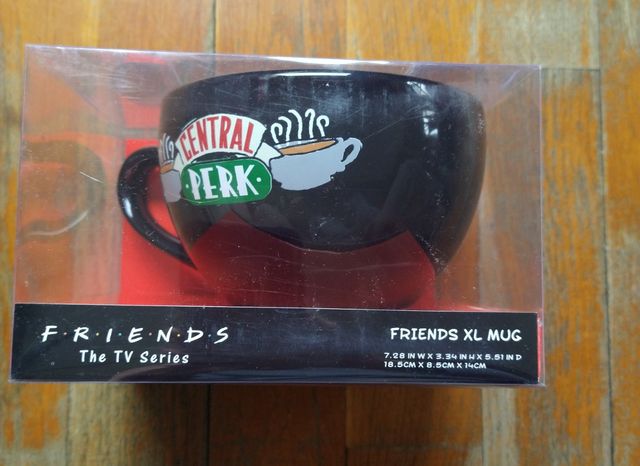 CENTRAL
·PERK·
F·R·I·E·N·D·S
The TV Series
FRIENDS XL MUG
7.28 IN W X 3.34 IN H X 5.51 IN D
18.5CM X 8.5CM X 14CM